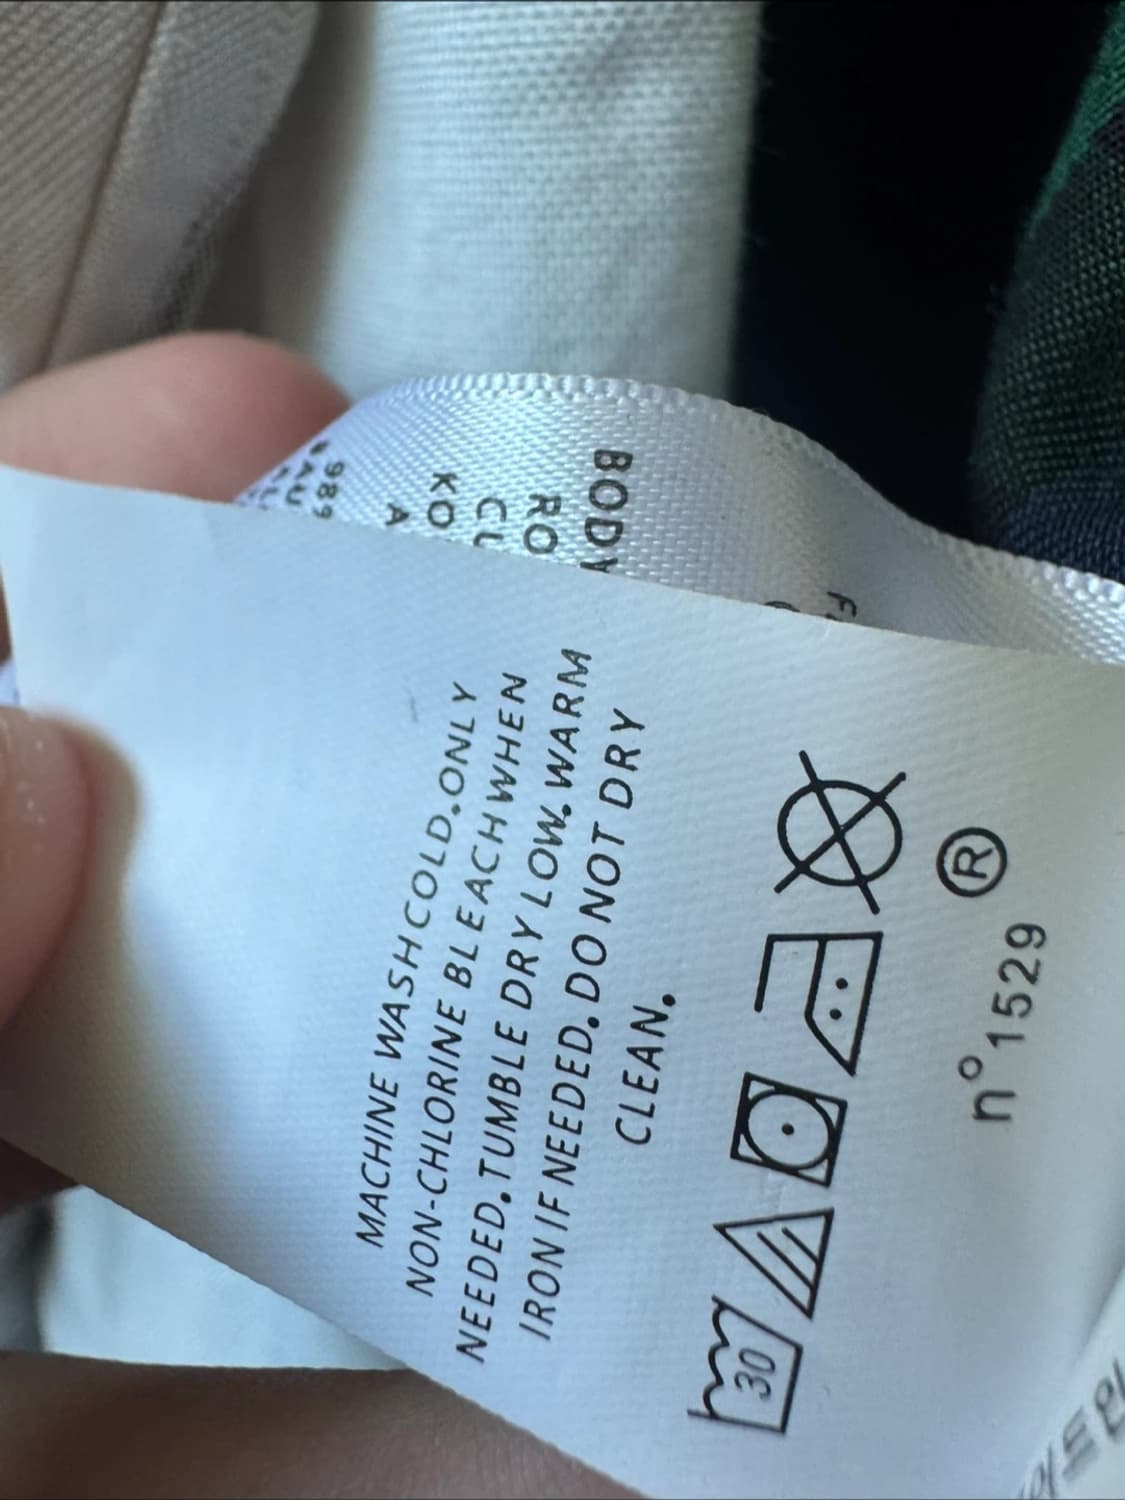 MACHINE WASH COLD. ONLY
NON-CHLORINE BLEACH WHEN
NEEDED. TUMBLE DRY LOW. WARM
IRON IF NEEDED. DO NOT DRY
CLEAN.
30
n°1529
®
BODY
RO
CL
KO
A